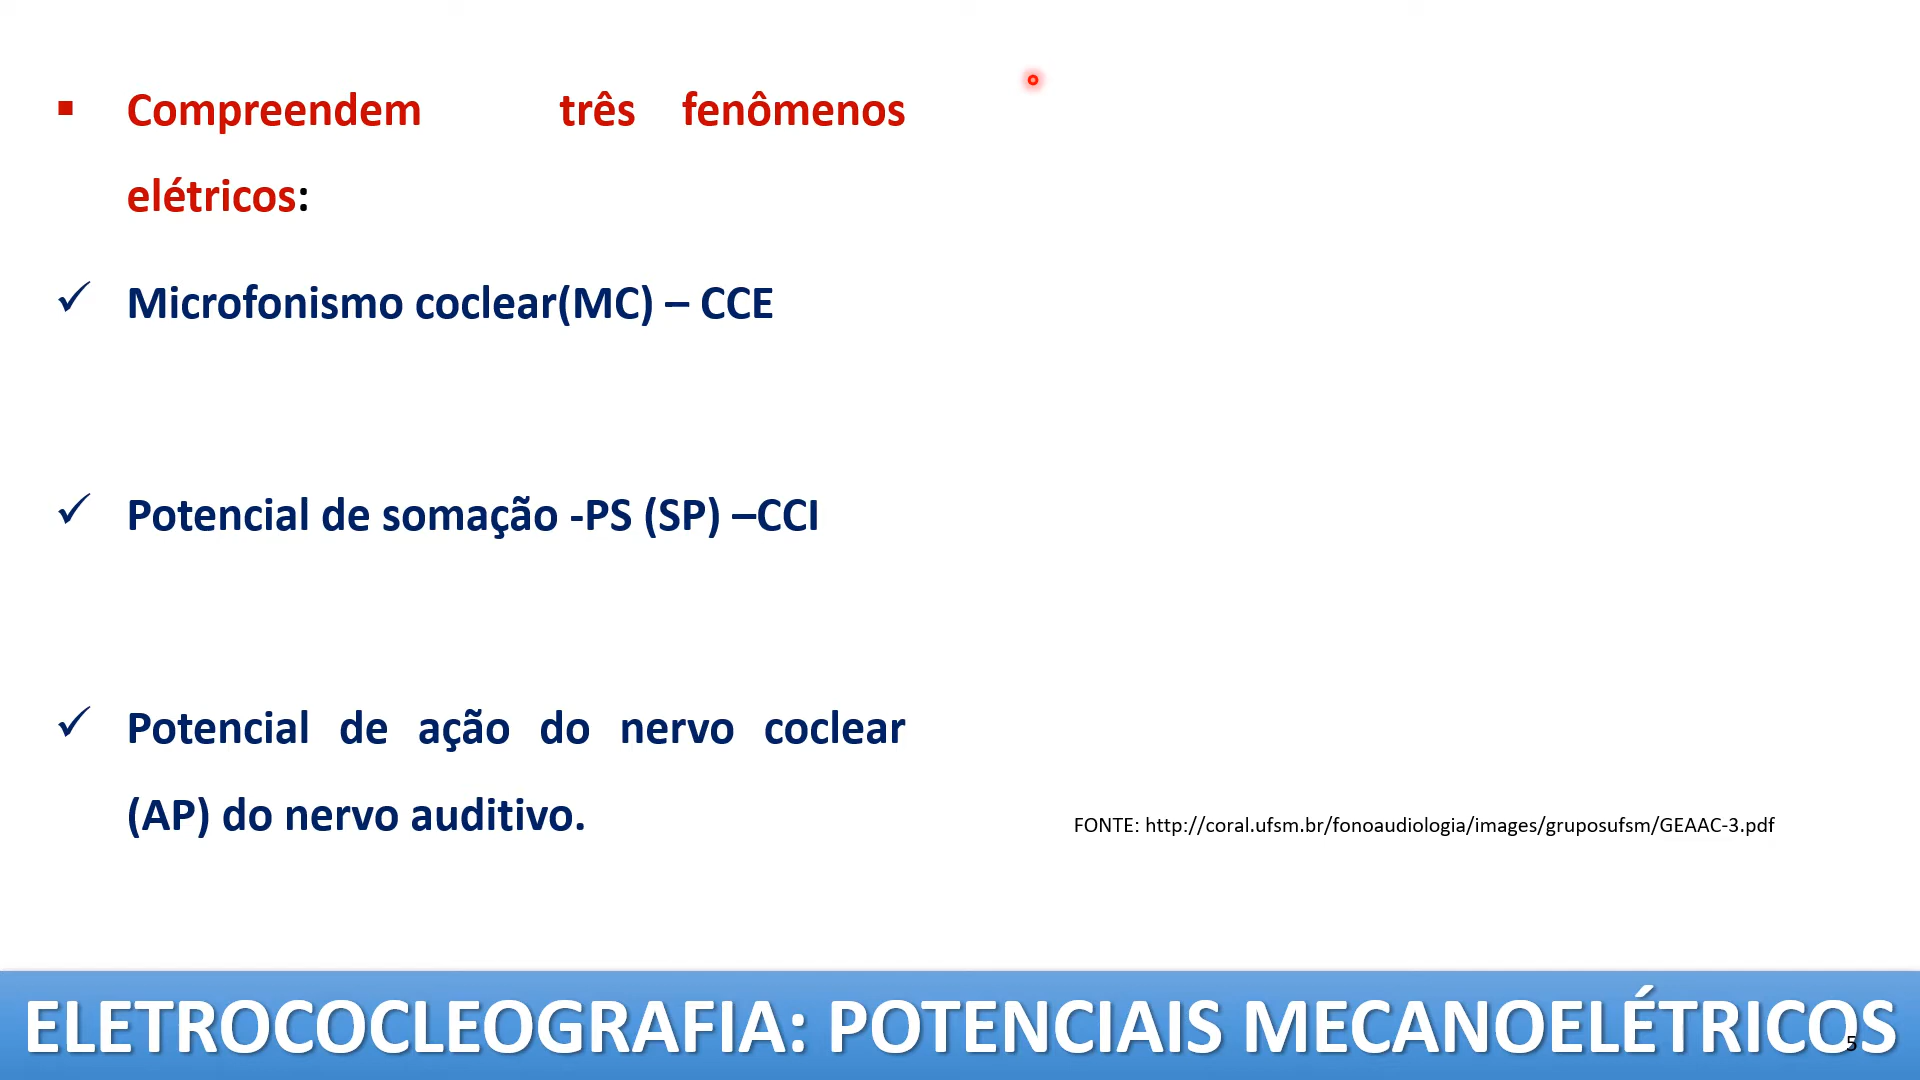 Compreendem três fenômenos
elétricos:
Microfonismo coclear(MC) – CCE
Potencial de somação -PS (SP) –CCI
Potencial de ação do nervo coclear
(AP) do nervo auditivo.
FONTE: http://coral.ufsm.br/fonoaudiologia/images/gruposufsm/GEAAC-3.pdf
ELETROCOCLEOGRAFIA: POTENCIAIS MECANOELÉTRICOS
5